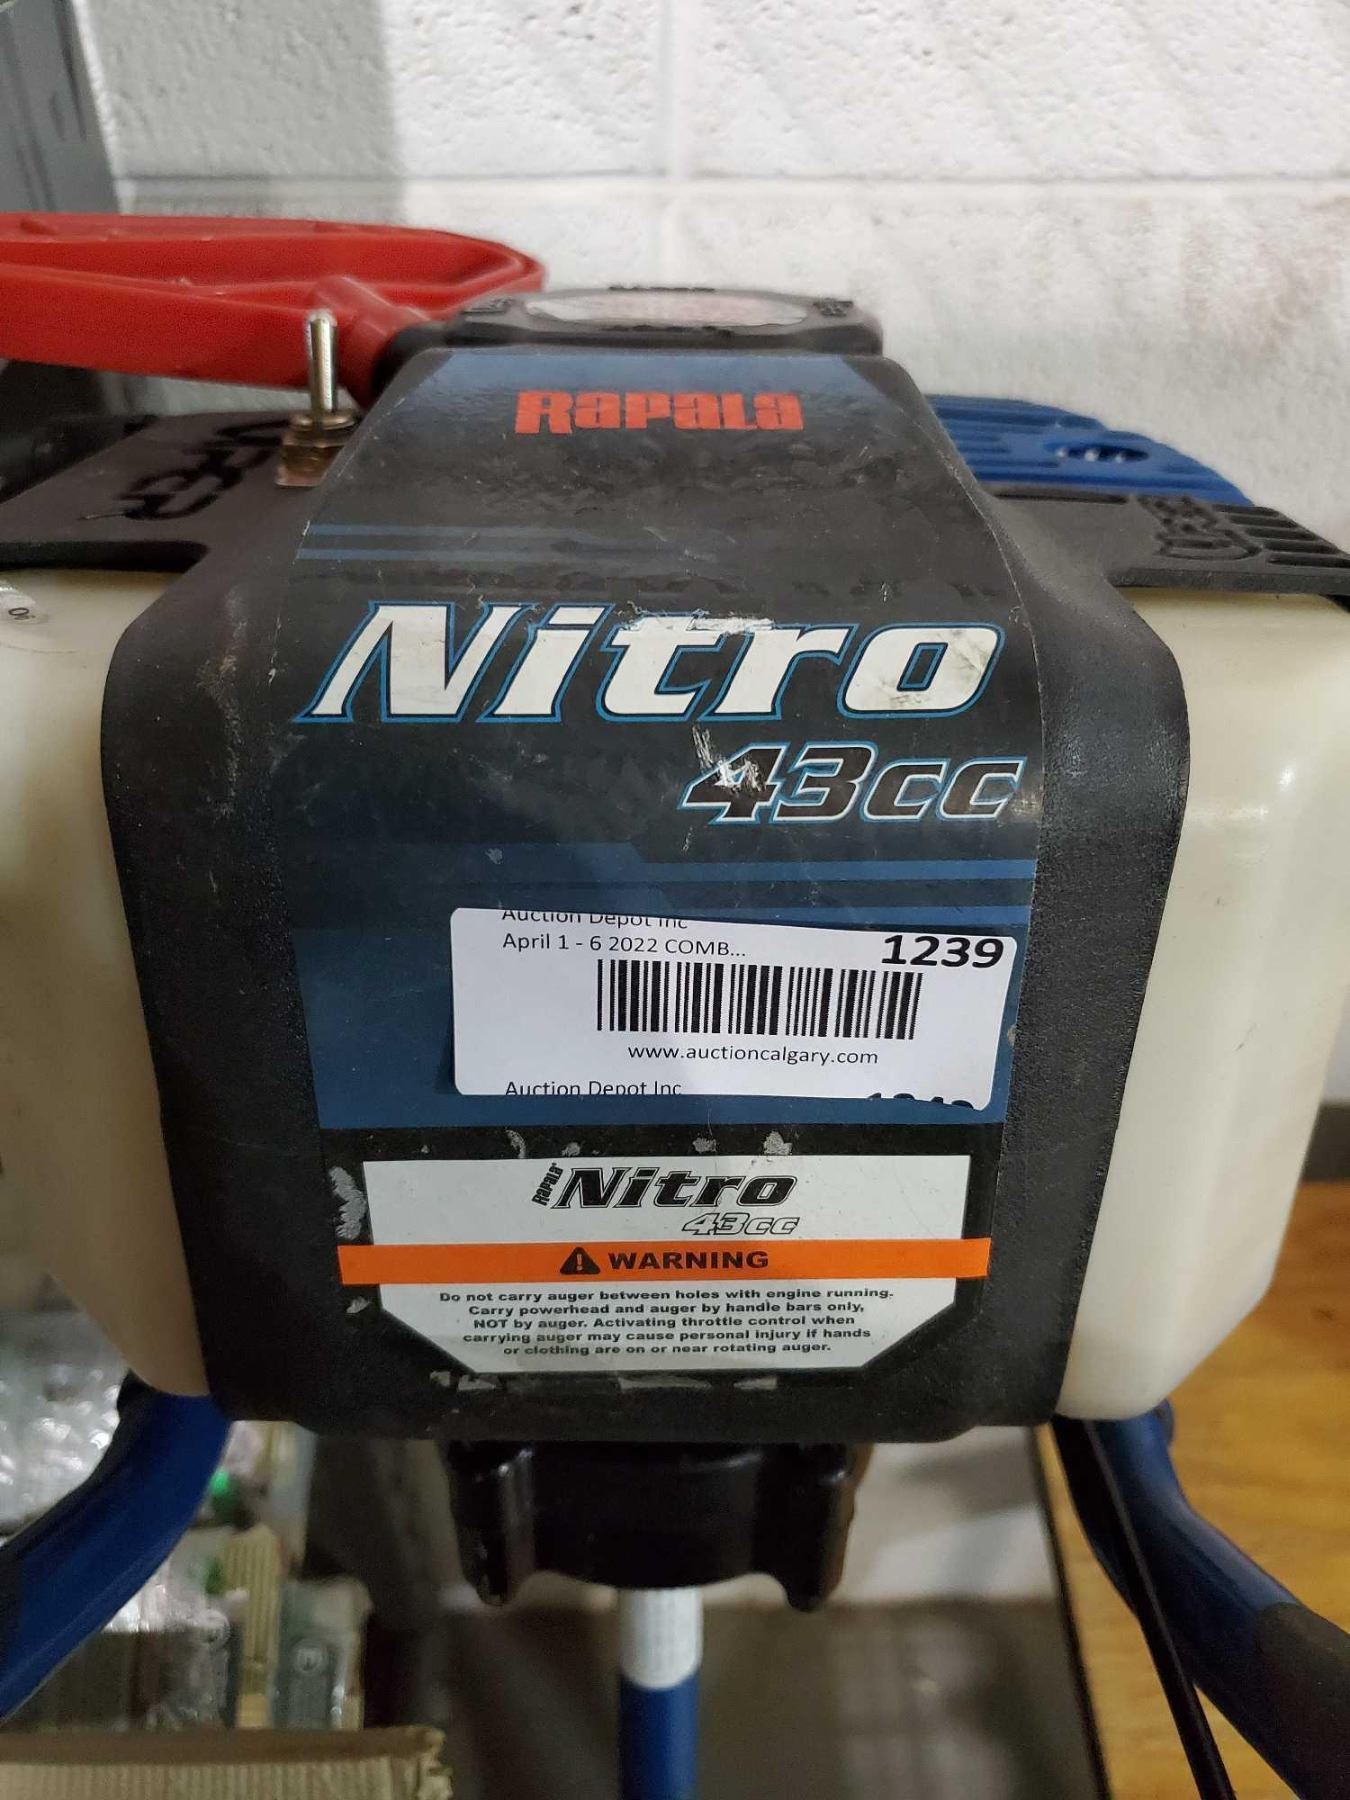 Rapala
Nitro
43cc
Auction Depot Inc
April 1 - 6 2022 COMB...
1239
www.auctioncalgary.com
Auction Depot Inc
Rapala Nitro
43cc
WARNING
Do not carry auger between holes with engine running.
Carry powerhead and auger by handle bars only,
NOT by auger. Activating throttle control when
carrying auger may cause personal injury if hands
or clothing are on or near rotating auger.